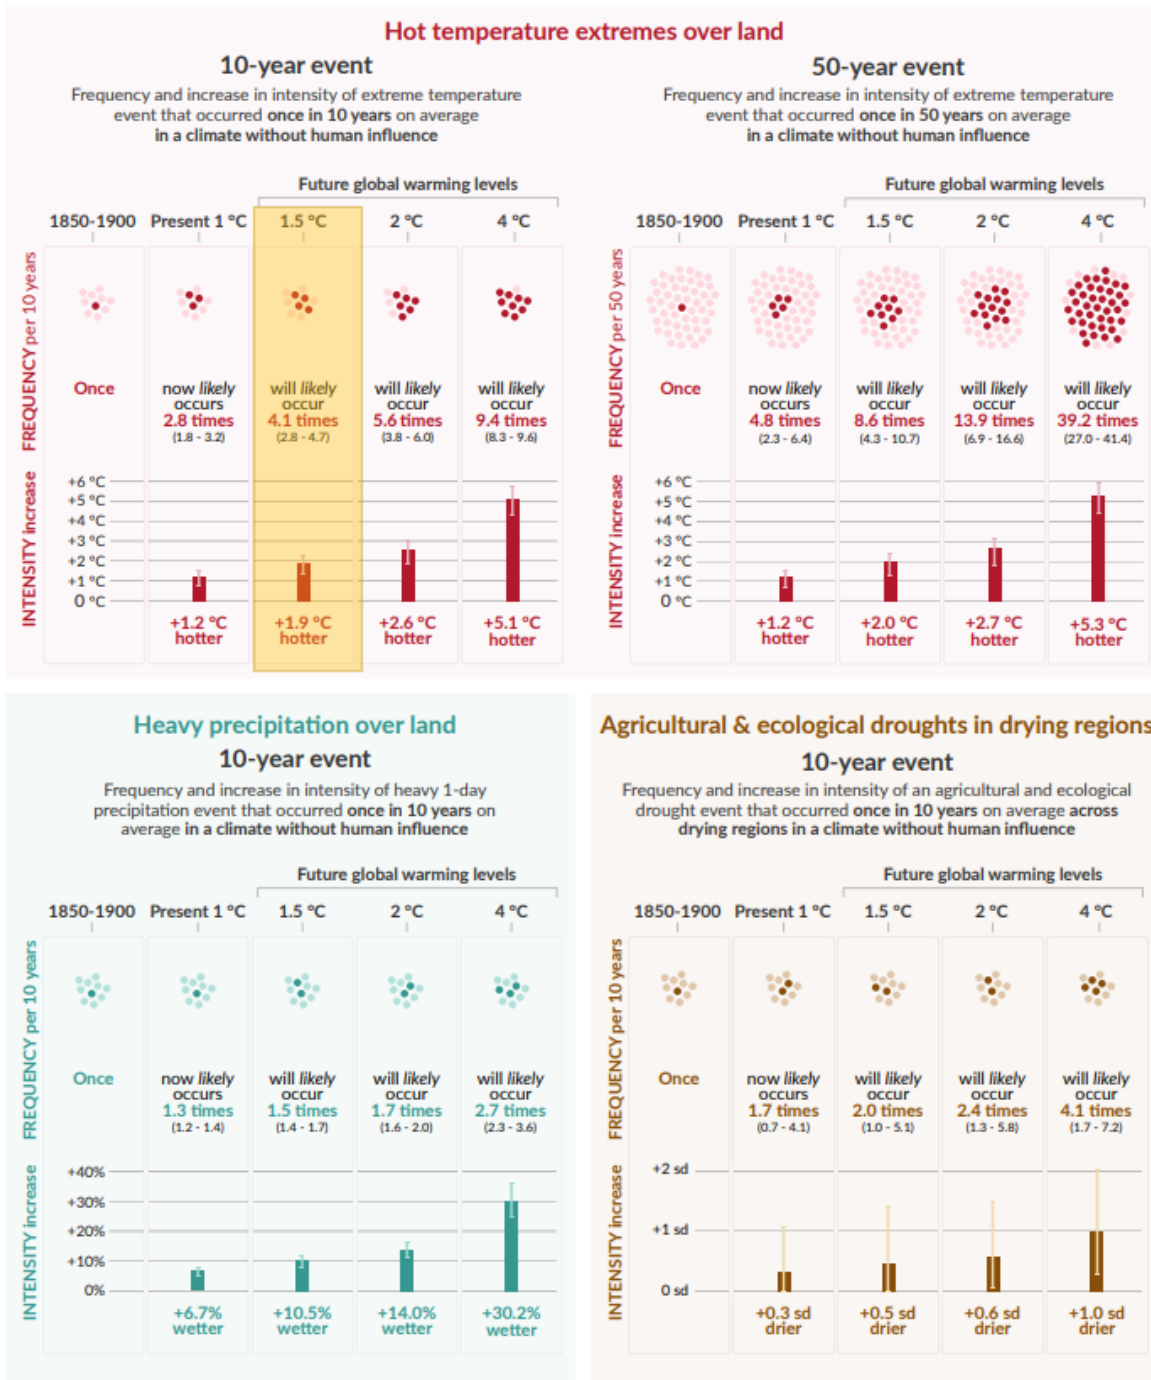 Hot temperature extremes over land
10-year event
Frequency and increase in intensity of extreme temperature
event that occurred once in 10 years on average
in a climate without human influence
Future global warming levels
1850-1900 Present 1 °C 1.5 °C 2 °C 4 °C
FREQUENCY per 10 years
Once
now likely occurs 2.8 times (1.8 - 3.2)
will likely occur 4.1 times (2.8 - 4.7)
will likely occur 5.6 times (3.8 - 6.0)
will likely occur 9.4 times (8.3 - 9.6)
INTENSITY increase
+6 °C
+5 °C
+4 °C
+3 °C
+2 °C
+1 °C
0 °C
+1.2 °C hotter
+1.9 °C hotter
+2.6 °C hotter
+5.1 °C hotter
50-year event
Frequency and increase in intensity of extreme temperature
event that occurred once in 50 years on average
in a climate without human influence
Future global warming levels
1850-1900 Present 1 °C 1.5 °C 2 °C 4 °C
FREQUENCY per 50 years
Once
now likely occurs 4.8 times (2.3 - 6.4)
will likely occur 8.6 times (4.3 - 10.7)
will likely occur 13.9 times (6.9 - 16.6)
will likely occur 39.2 times (27.0 - 41.4)
INTENSITY increase
+6 °C
+5 °C
+4 °C
+3 °C
+2 °C
+1 °C
0 °C
+1.2 °C hotter
+2.0 °C hotter
+2.7 °C hotter
+5.3 °C hotter
Heavy precipitation over land
10-year event
Frequency and increase in intensity of heavy 1-day
precipitation event that occurred once in 10 years on
average in a climate without human influence
Future global warming levels
1850-1900 Present 1 °C 1.5 °C 2 °C 4 °C
FREQUENCY per 10 years
Once
now likely occurs 1.3 times (1.2 - 1.4)
will likely occur 1.5 times (1.4 - 1.7)
will likely occur 1.7 times (1.6 - 2.0)
will likely occur 2.7 times (2.3 - 3.6)
INTENSITY increase
+40%
+30%
+20%
+10%
0%
+6.7% wetter
+10.5% wetter
+14.0% wetter
+30.2% wetter
Agricultural & ecological droughts in drying regions
10-year event
Frequency and increase in intensity of an agricultural and ecological
drought event that occurred once in 10 years on average across
drying regions in a climate without human influence
Future global warming levels
1850-1900 Present 1 °C 1.5 °C 2 °C 4 °C
FREQUENCY per 10 years
Once
now likely occurs 1.7 times (0.7 - 4.1)
will likely occur 2.0 times (1.0 - 5.1)
will likely occur 2.4 times (1.3 - 5.8)
will likely occur 4.1 times (1.7 - 7.2)
INTENSITY increase
+2 sd
+1 sd
0 sd
+0.3 sd drier
+0.5 sd drier
+0.6 sd drier
+1.0 sd drier